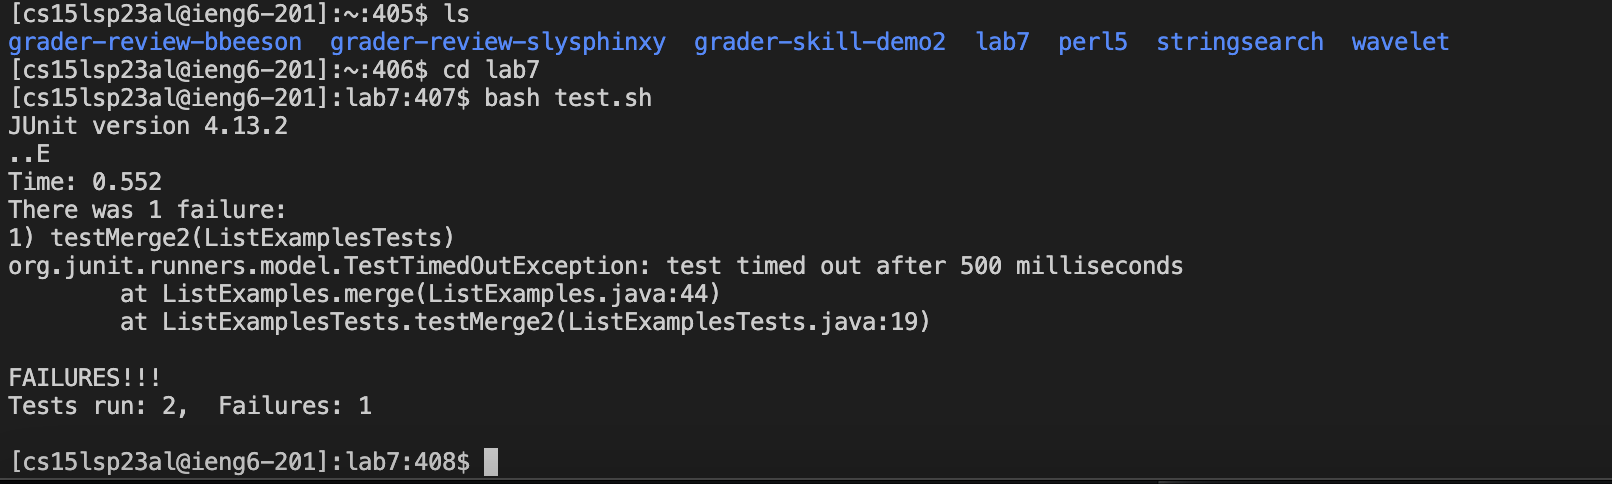 [cs15lsp23al@ieng6-201]:~:405$ ls
grader-review-bbeeson  grader-review-slysphinxy  grader-skill-demo2  lab7  perl5  stringsearch  wavelet
[cs15lsp23al@ieng6-201]:~:406$ cd lab7
[cs15lsp23al@ieng6-201]:lab7:407$ bash test.sh
JUnit version 4.13.2
..E
Time: 0.552
There was 1 failure:
1) testMerge2(ListExamplesTests)
org.junit.runners.model.TestTimedOutException: test timed out after 500 milliseconds
        at ListExamples.merge(ListExamples.java:44)
        at ListExamplesTests.testMerge2(ListExamplesTests.java:19)
FAILURES!!!
Tests run: 2,  Failures: 1
[cs15lsp23al@ieng6-201]:lab7:408$